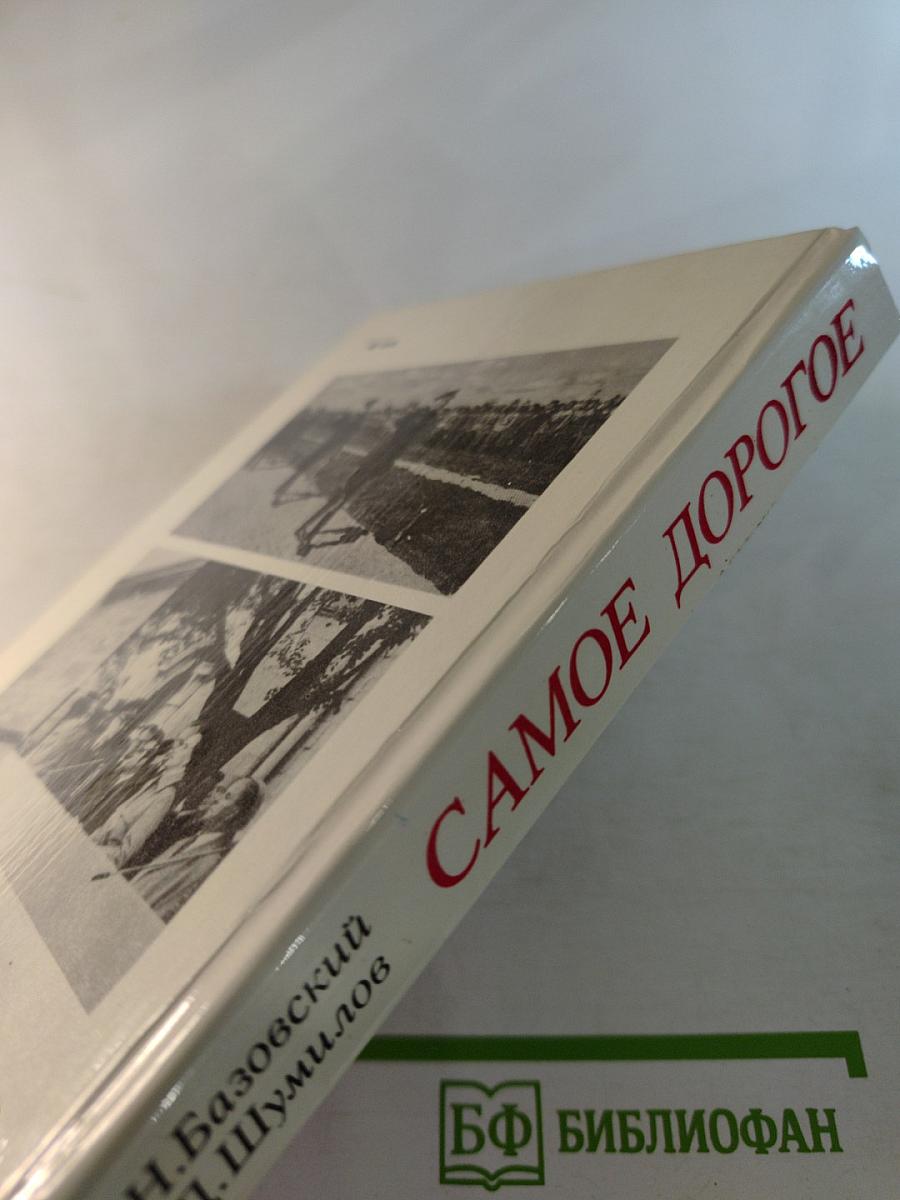 САМОЕ ДОРОГОЕ
Н.Базовский
Шумилов
БФ
БИБЛИОФАН